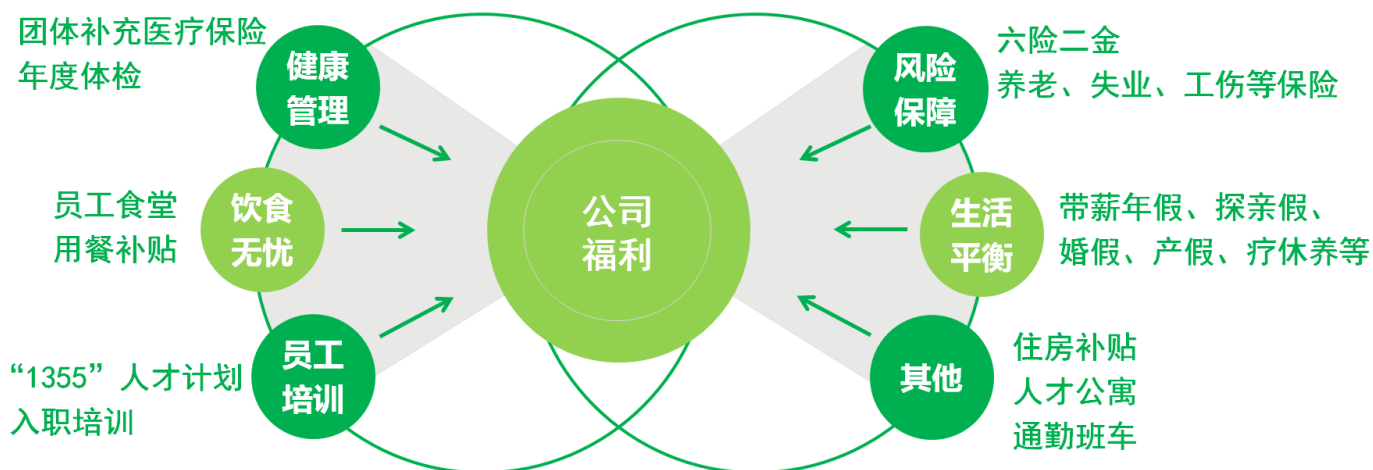 团体补充医疗保险
年度体检
健康
管理
员工食堂
用餐补贴
饮食
无忧
“1355”人才计划
入职培训
员工
培训
公司
福利
风险
保障
六险二金
养老、失业、工伤等保险
生活
平衡
带薪年假、探亲假、
婚假、产假、疗休养等
其他
住房补贴
人才公寓
通勤班车